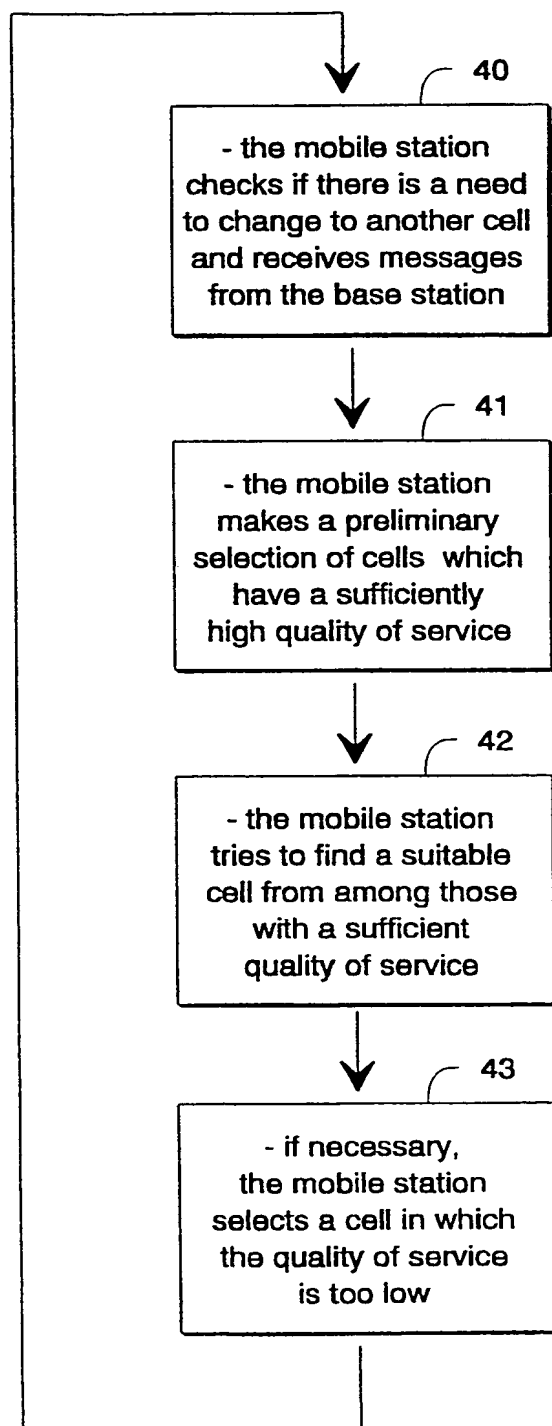 40
- the mobile station
checks if there is a need
to change to another cell
and receives messages
from the base station
41
- the mobile station
makes a preliminary
selection of cells which
have a sufficiently
high quality of service
42
- the mobile station
tries to find a suitable
cell from among those
with a sufficient
quality of service
43
- if necessary,
the mobile station
selects a cell in which
the quality of service
is too low